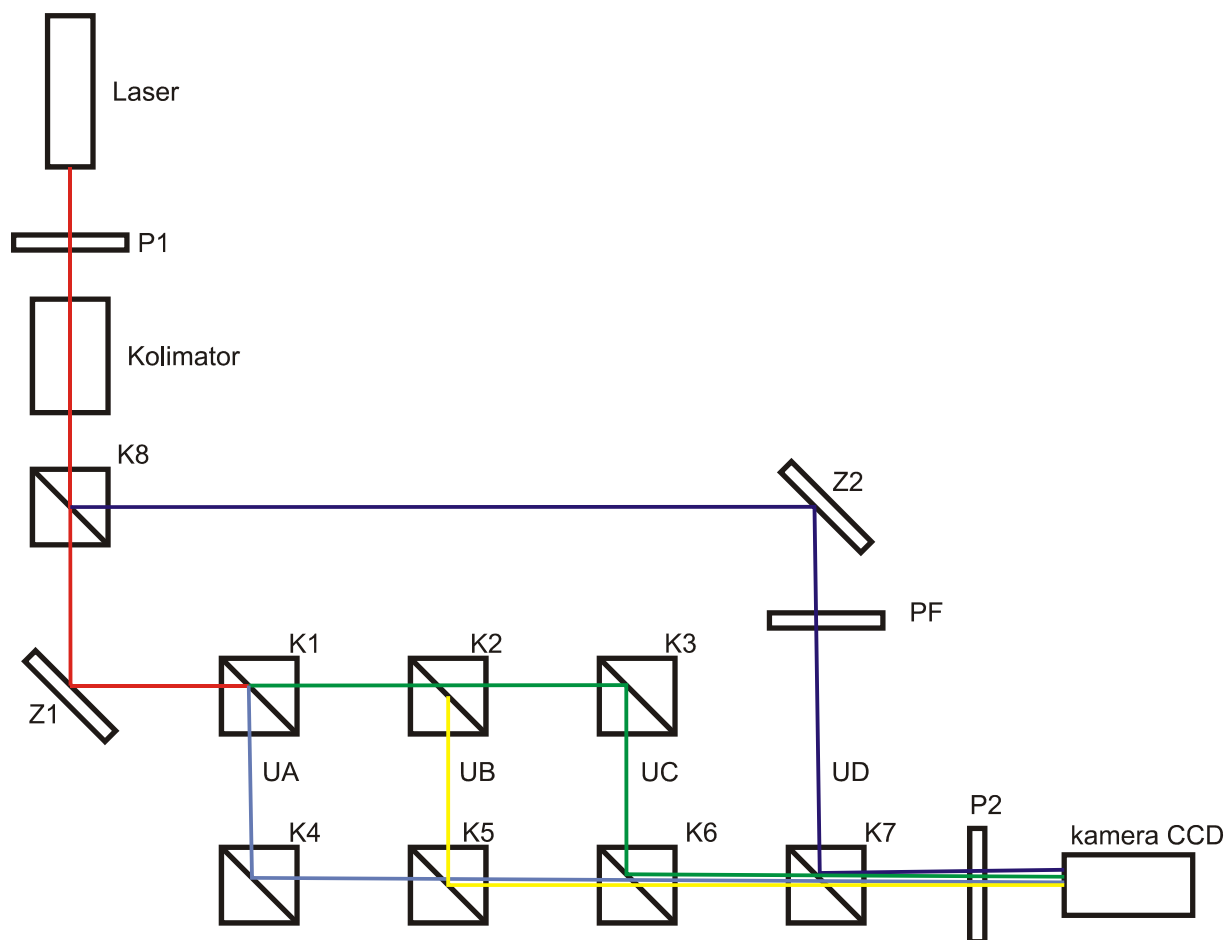 Laser
P1
Kolimator
K8
Z2
PF
K1
K2
K3
Z1
UA
UB
UC
UD
P2
K4
K5
K6
K7
kamera CCD